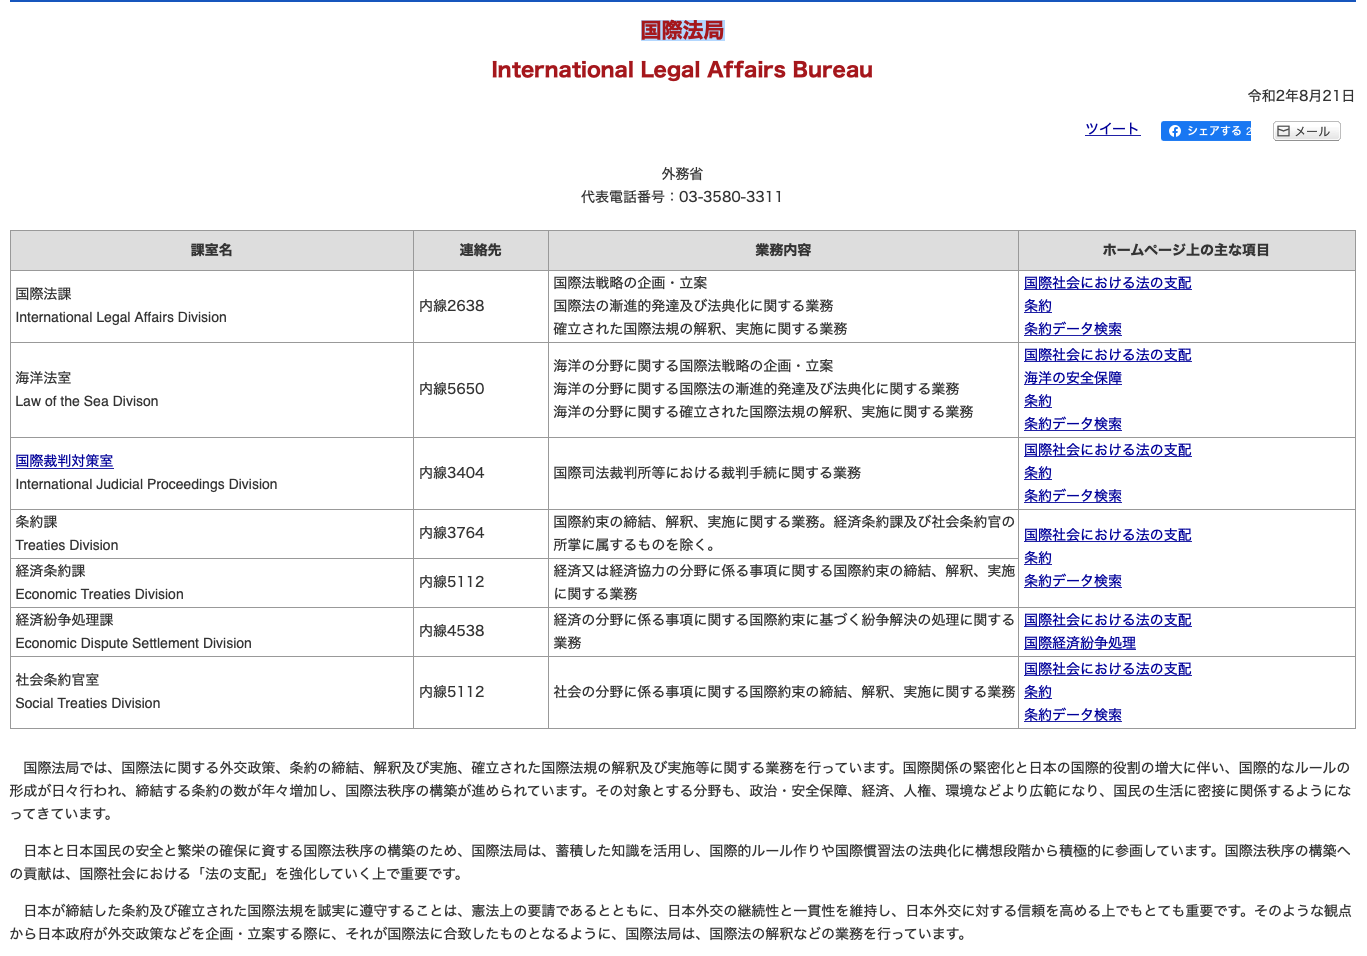 国際法局
International Legal Affairs Bureau
令和2年8月21日
ツイート
シェアする 2
メール
外務省
代表電話番号：03-3580-3311
課室名 連絡先 業務内容 ホームページ上の主な項目
国際法課
International Legal Affairs Division
内線2638
国際法戦略の企画・立案
国際法の漸進的発達及び法典化に関する業務
確立された国際法規の解釈、実施に関する業務
国際社会における法の支配
条約
条約データ検索
海洋法室
Law of the Sea Divison
内線5650
海洋の分野に関する国際法戦略の企画・立案
海洋の分野に関する国際法の漸進的発達及び法典化に関する業務
海洋の分野に関する確立された国際法規の解釈、実施に関する業務
国際社会における法の支配
海洋の安全保障
条約
条約データ検索
国際裁判対策室
International Judicial Proceedings Division
内線3404
国際司法裁判所等における裁判手続に関する業務
国際社会における法の支配
条約
条約データ検索
条約課
Treaties Division
内線3764
国際約束の締結、解釈、実施に関する業務。経済条約課及び社会条約官の
所掌に属するものを除く。
国際社会における法の支配
条約
条約データ検索
経済条約課
Economic Treaties Division
内線5112
経済又は経済協力の分野に係る事項に関する国際約束の締結、解釈、実施
に関する業務
経済紛争処理課
Economic Dispute Settlement Division
内線4538
経済の分野に係る事項に関する国際約束に基づく紛争解決の処理に関する
業務
国際社会における法の支配
国際経済紛争処理
社会条約官室
Social Treaties Division
内線5112
社会の分野に係る事項に関する国際約束の締結、解釈、実施に関する業務
国際社会における法の支配
条約
条約データ検索
国際法局では、国際法に関する外交政策、条約の締結、解釈及び実施、確立された国際法規の解釈及び実施等に関する業務を行っています。国際関係の緊密化と日本の国際的役割の増大に伴い、国際的なルールの
形成が日々行われ、締結する条約の数が年々増加し、国際法秩序の構築が進められています。その対象とする分野も、政治・安全保障、経済、人権、環境などより広範になり、国民の生活に密接に関係するようにな
ってきています。
日本と日本国民の安全と繁栄の確保に資する国際法秩序の構築のため、国際法局は、蓄積した知識を活用し、国際的ルール作りや国際慣習法の法典化に構想段階から積極的に参画しています。国際法秩序の構築へ
の貢献は、国際社会における「法の支配」を強化していく上で重要です。
日本が締結した条約及び確立された国際法規を誠実に遵守することは、憲法上の要請であるとともに、日本外交の継続性と一貫性を維持し、日本外交に対する信頼を高める上でもとても重要です。そのような観点
から日本政府が外交政策などを企画・立案する際に、それが国際法に合致したものとなるように、国際法局は、国際法の解釈などの業務を行っています。